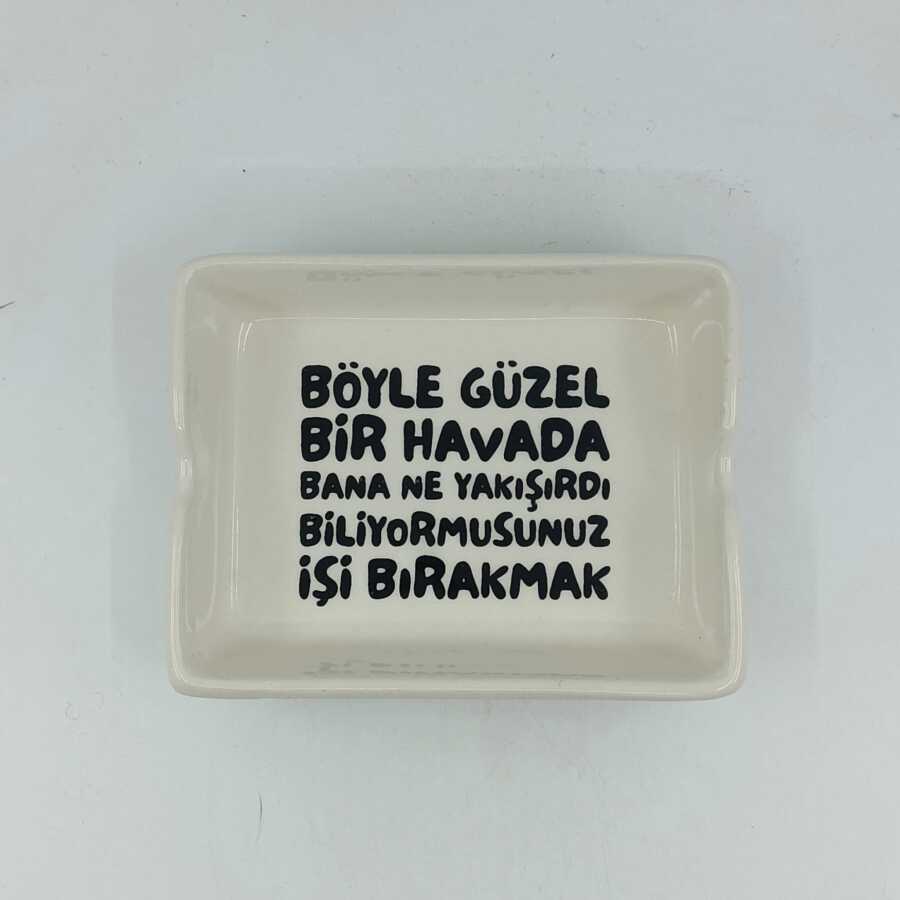 BÖYLE GÜZEL
BİR HAVADA
BANA NE YAKIŞIRDI
BİLİYORMUSUNUZ
İŞİ BIRAKMAK